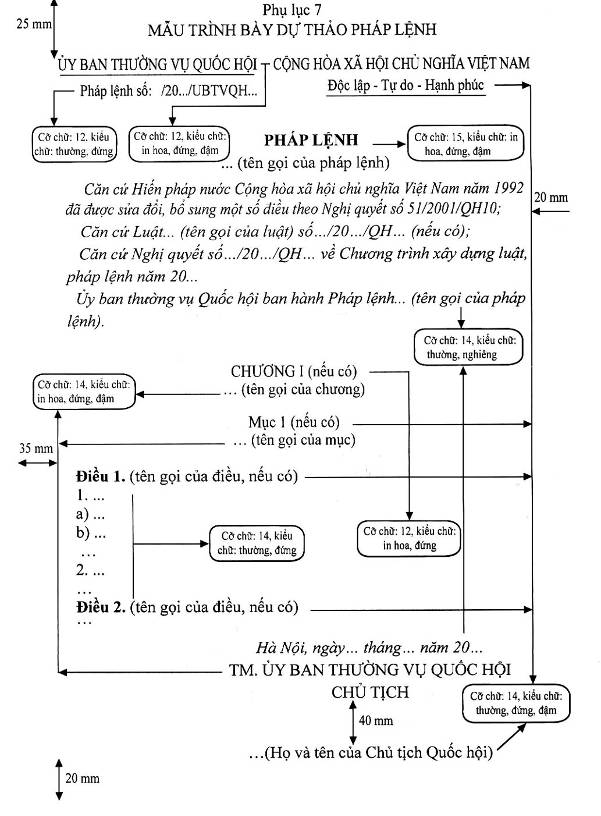 Phụ lục 7
25 mm
MẪU TRÌNH BÀY DỰ THẢO PHÁP LỆNH
ỦY BAN THƯỜNG VỤ QUỐC HỘI
CỘNG HÒA XÃ HỘI CHỦ NGHĨA VIỆT NAM
Pháp lệnh số: /20.../UBTVQH...
Độc lập - Tự do - Hạnh phúc
Cỡ chữ: 12, kiểu
chữ: thường, đứng
Cỡ chữ: 12, kiểu chữ:
in hoa, đứng, đậm
PHÁP LỆNH
Cỡ chữ: 15, kiểu chữ: in
hoa, đứng, đậm
... (tên gọi của pháp lệnh)
Căn cứ Hiến pháp nước Cộng hòa xã hội chủ nghĩa Việt Nam năm 1992
đã được sửa đổi, bổ sung một số điều theo Nghị quyết số 51/2001/QH10;
20 mm
Căn cứ Luật... (tên gọi của luật) số.../20.../QH... (nếu có);
Căn cứ Nghị quyết số.../20.../QH... về Chương trình xây dựng luật,
pháp lệnh năm 20...
Ủy ban thường vụ Quốc hội ban hành Pháp lệnh... (tên gọi của pháp
lệnh).
Cỡ chữ: 14, kiểu chữ:
thường, nghiêng
CHƯƠNG I (nếu có)
... (tên gọi của chương)
Cỡ chữ: 14, kiểu chữ:
in hoa, đứng, đậm
Mục 1 (nếu có)
... (tên gọi của mục)
35 mm
Điều 1. (tên gọi của điều, nếu có)
1. ...
a) ...
b) ...
...
2. ...
...
Cỡ chữ: 14, kiểu
chữ: thường, đứng
Cỡ chữ: 12, kiểu chữ:
in hoa, đứng
Điều 2. (tên gọi của điều, nếu có)
...
Hà Nội, ngày... tháng... năm 20...
TM. ỦY BAN THƯỜNG VỤ QUỐC HỘI
CHỦ TỊCH
Cỡ chữ: 14, kiểu chữ:
thường, đứng, đậm
40 mm
...(Họ và tên của Chủ tịch Quốc hội)
20 mm